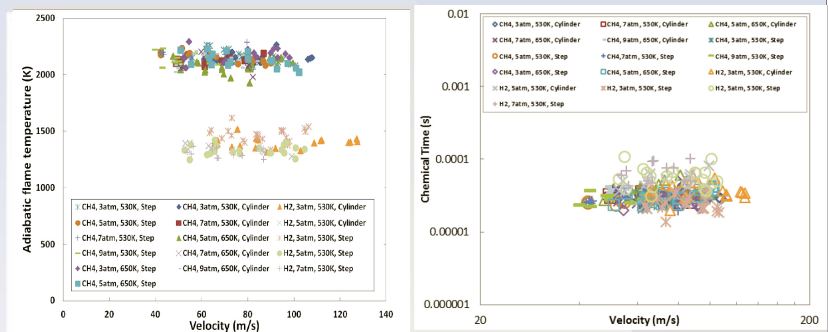 2500
2000
1500
1000
500
0
Adiabatic flame temperature (K)
CH4, 3atm, 530K, Step
CH4, 3atm, 530K, Cylinder
H2, 3atm, 530K, Cylinder
CH4, 5atm, 530K, Step
CH4, 7atm, 530K, Cylinder
H2, 5atm, 530K, Cylinder
CH4,7atm, 530K, Step
CH4, 5atm, 650K, Cylinder
H2, 3atm, 530K, Step
CH4, 9atm, 530K, Step
CH4, 7atm, 650K, Cylinder
H2, 5atm, 530K, Step
CH4, 3atm, 650K, Step
CH4, 9atm, 650K, Cylinder
H2, 7atm, 530K, Step
CH4, 5atm, 650K, Step
0 20 40 60 80 100 120 140
Velocity (m/s)
0.01
0.001
0.0001
0.00001
0.000001
Chemical Time (s)
CH4, 3atm, 530K, Cylinder
CH4, 7atm, 530K, Cylinder
CH4, 5atm, 650K, Cylinder
CH4, 7atm, 650K, Cylinder
CH4, 9atm, 650K, Cylinder
CH4, 3atm, 530K, Step
CH4, 5atm, 530K, Step
CH4,7atm, 530K, Step
CH4, 9atm, 530K, Step
CH4, 3atm, 650K, Step
CH4, 5atm, 650K, Step
H2, 3atm, 530K, Cylinder
H2, 5atm, 530K, Cylinder
H2, 3atm, 530K, Step
H2, 5atm, 530K, Step
H2, 7atm, 530K, Step
20 200
Velocity (m/s)